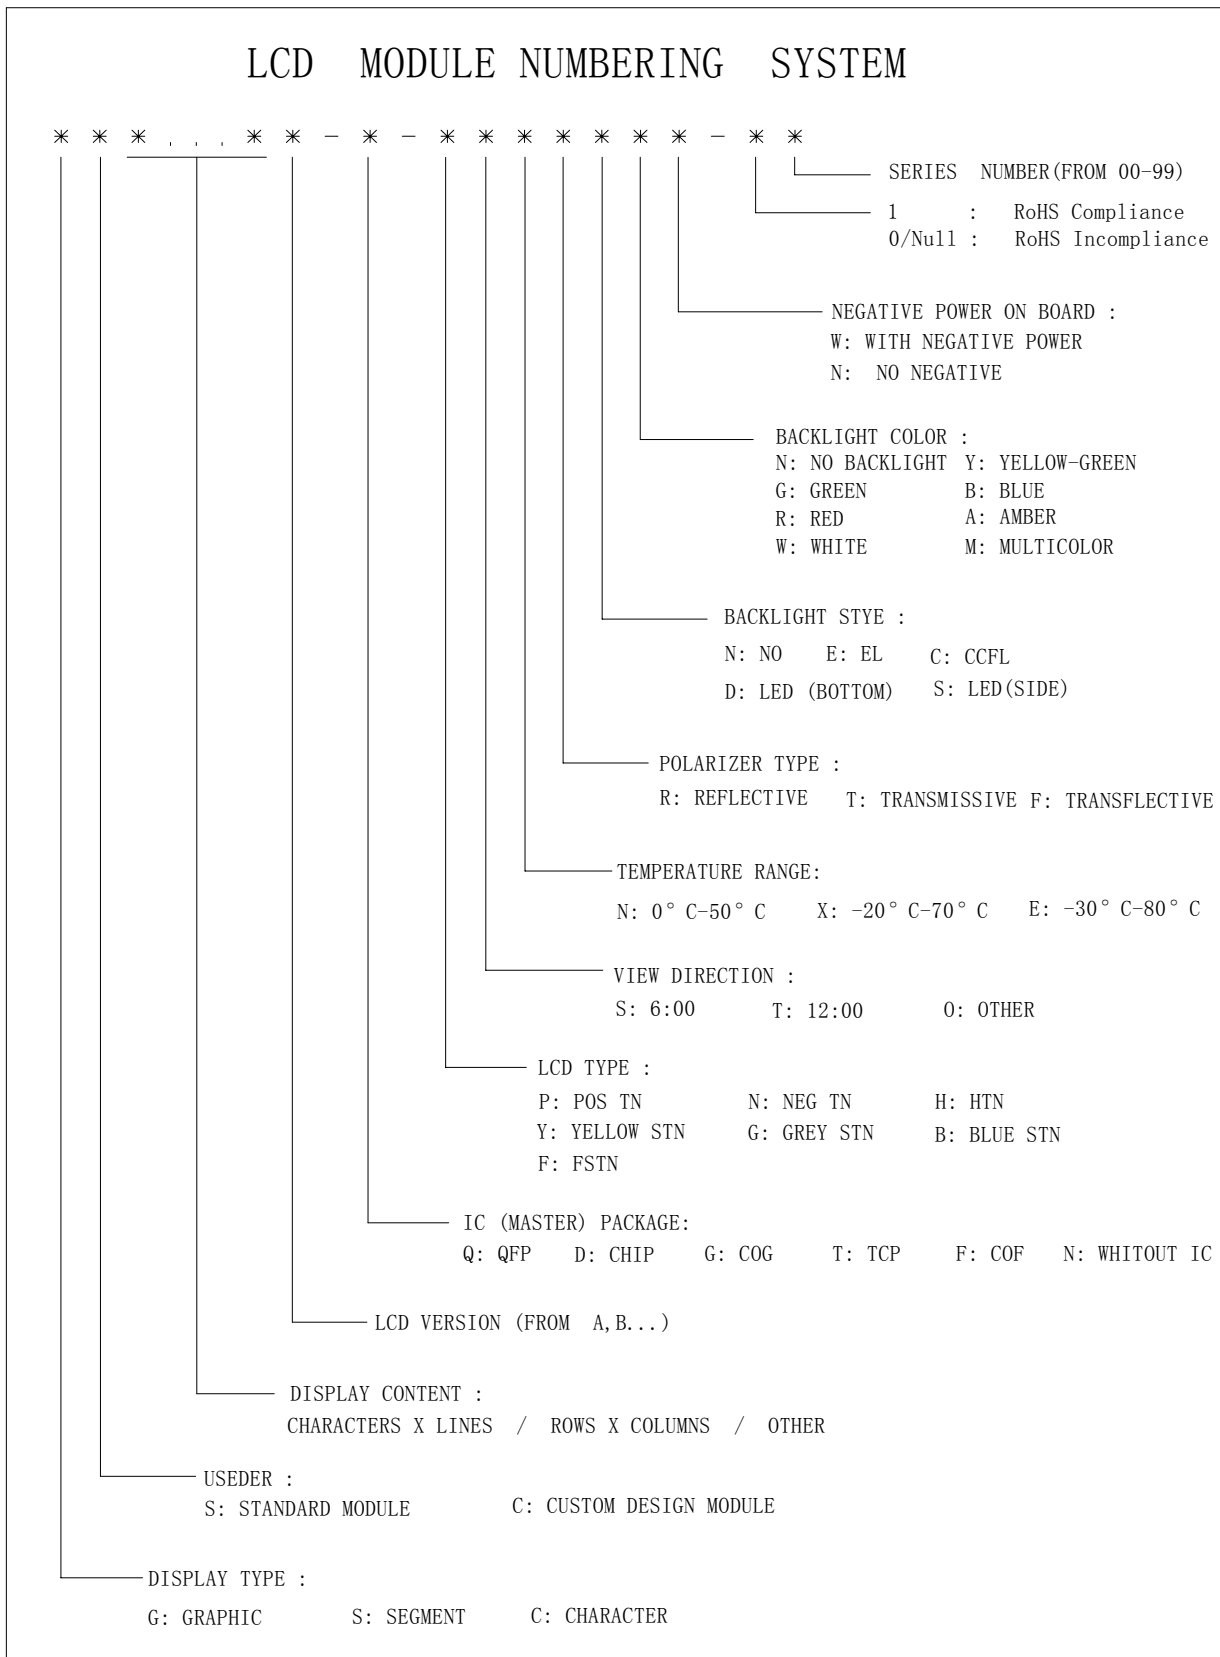 LCD MODULE NUMBERING SYSTEM
* * * . . . * * - * - * * * * * * * - * *
SERIES NUMBER(FROM 00-99)
1 : RoHS Compliance
0/Null : RoHS Incompliance
NEGATIVE POWER ON BOARD :
W: WITH NEGATIVE POWER
N: NO NEGATIVE
BACKLIGHT COLOR :
N: NO BACKLIGHT Y: YELLOW-GREEN
G: GREEN B: BLUE
R: RED A: AMBER
W: WHITE M: MULTICOLOR
BACKLIGHT STYE :
N: NO E: EL C: CCFL
D: LED (BOTTOM) S: LED(SIDE)
POLARIZER TYPE :
R: REFLECTIVE T: TRANSMISSIVE F: TRANSFLECTIVE
TEMPERATURE RANGE:
N: 0° C-50° C X: -20° C-70° C E: -30° C-80° C
VIEW DIRECTION :
S: 6:00 T: 12:00 O: OTHER
LCD TYPE :
P: POS TN N: NEG TN H: HTN
Y: YELLOW STN G: GREY STN B: BLUE STN
F: FSTN
IC (MASTER) PACKAGE:
Q: QFP D: CHIP G: COG T: TCP F: COF N: WHITOUT IC
LCD VERSION (FROM A,B...)
DISPLAY CONTENT :
CHARACTERS X LINES / ROWS X COLUMNS / OTHER
USEDER :
S: STANDARD MODULE C: CUSTOM DESIGN MODULE
DISPLAY TYPE :
G: GRAPHIC S: SEGMENT C: CHARACTER